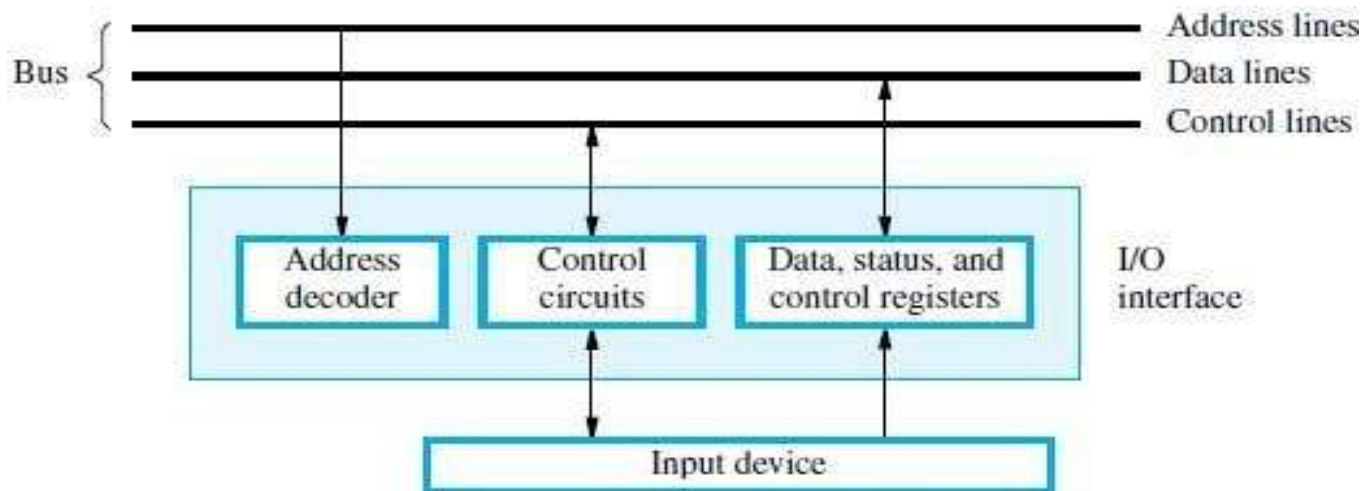 Address lines
Bus
Data lines
Control lines
Address
decoder
Control
circuits
Data, status, and
control registers
I/O
interface
Input device